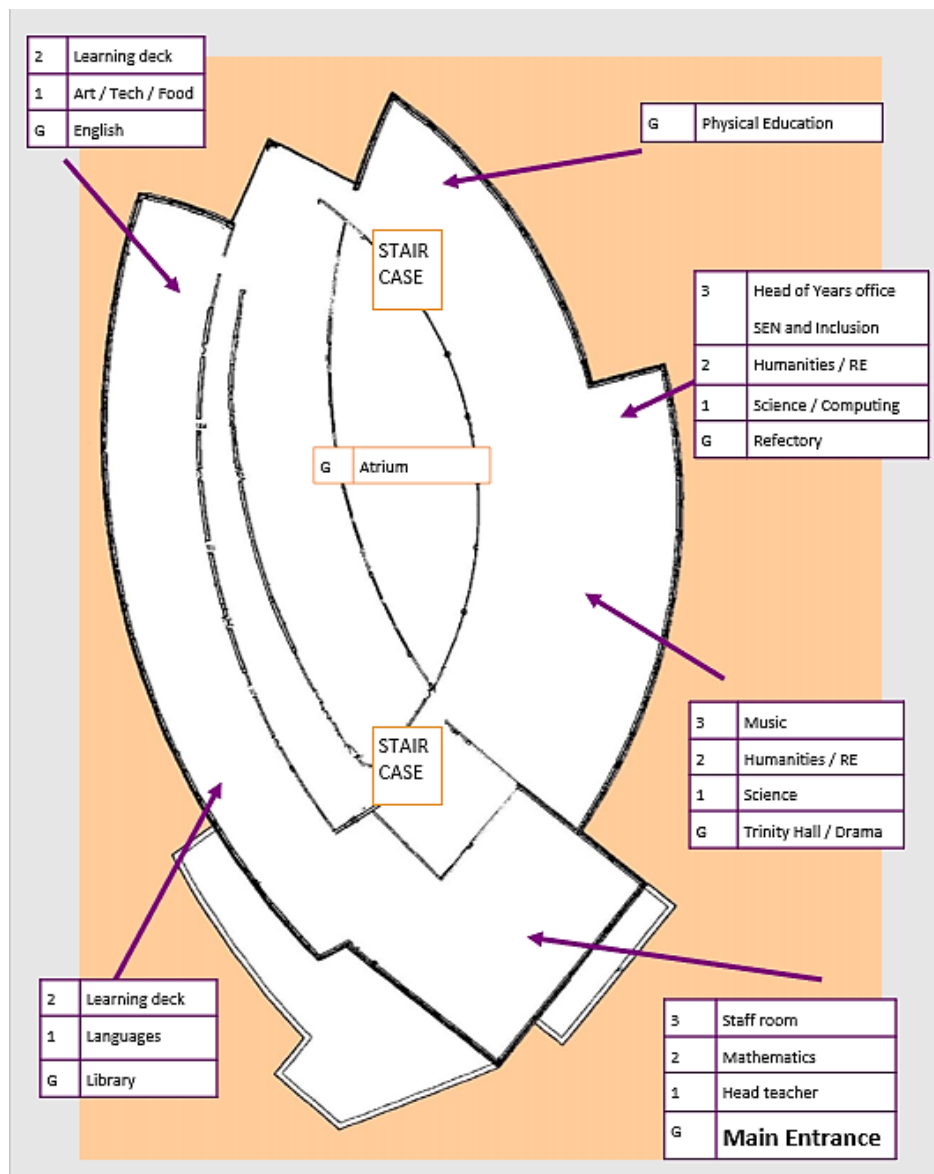 2 Learning deck
1 Art / Tech / Food
G English
G Physical Education
STAIR
CASE
3 Head of Years office
SEN and Inclusion
2 Humanities / RE
1 Science / Computing
G Refectory
G Atrium
3 Music
2 Humanities / RE
1 Science
G Trinity Hall / Drama
STAIR
CASE
2 Learning deck
1 Languages
G Library
3 Staff room
2 Mathematics
1 Head teacher
G Main Entrance